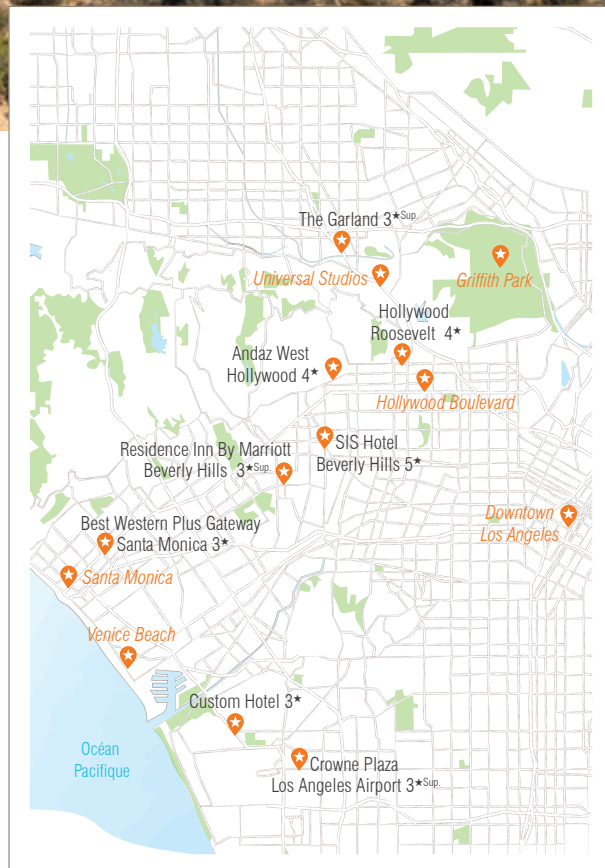 The Garland 3★Sup.
Universal Studios
Griffith Park
Hollywood
Roosevelt 4★
Andaz West
Hollywood 4★
Hollywood Boulevard
SIS Hotel
Beverly Hills 5★
Residence Inn By Marriott
Beverly Hills 3★Sup.
Downtown
Los Angeles
Best Western Plus Gateway
Santa Monica 3★
Santa Monica
Venice Beach
Custom Hotel 3★
Océan
Pacifique
Crowne Plaza
Los Angeles Airport 3★Sup.